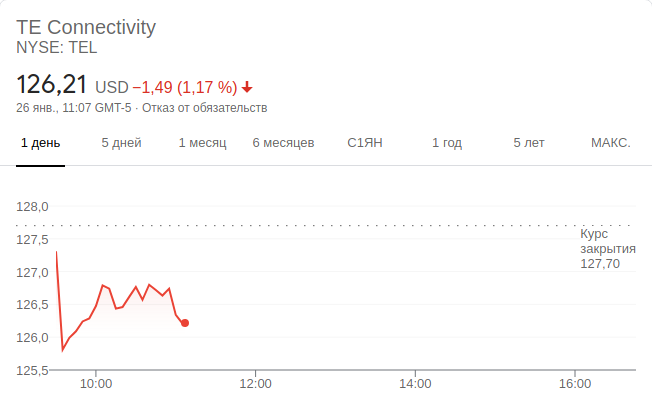 TE Connectivity
NYSE: TEL
126,21 USD −1,49 (1,17 %)
26 янв., 11:07 GMT-5 · Отказ от обязательств
1 день 5 дней 1 месяц 6 месяцев С1ЯН 1 год 5 лет МАКС.
128,0
127,5
127,0
126,5
126,0
125,5
Курс
закрытия
127,70
10:00 12:00 14:00 16:00